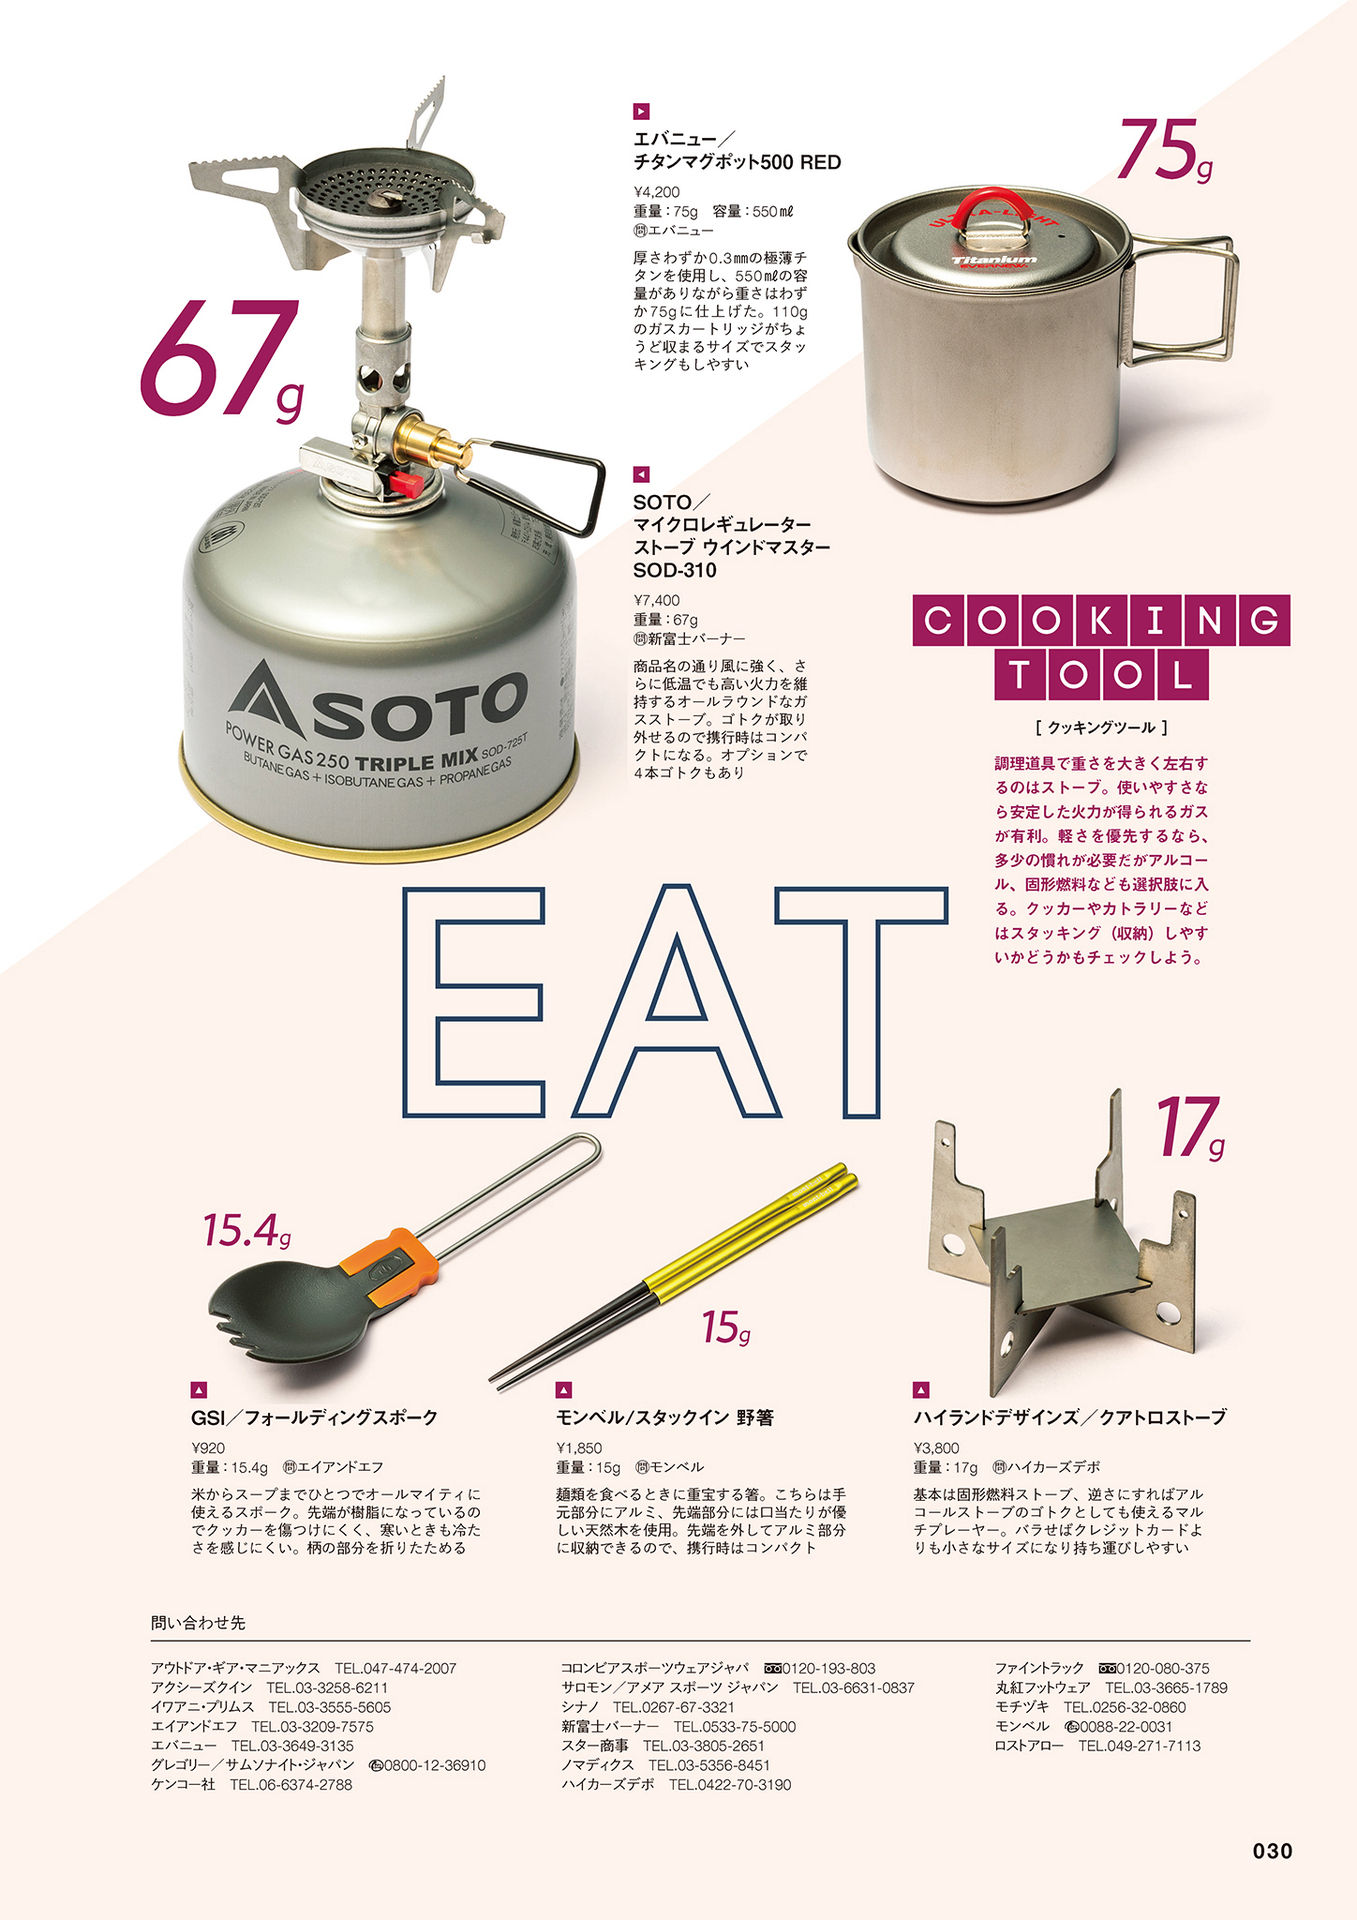 エバニュー／
チタンマグポット500 RED
¥4,200
重量：75g　容量：550㎖
㉄エバニュー
厚さわずか0.3㎜の極薄チ
タンを使用し、550㎖の容
量がありながら重さはわず
か75gに仕上げた。110g
のガスカートリッジがちょ
うど収まるサイズでスタッ
キングもしやすい
75g
ULTRA-LIGHT
Titanium
EVERNEW
67g
SOTO
POWER GAS 250 TRIPLE MIX SOD-725T
BUTANE GAS + ISOBUTANE GAS + PROPANE GAS
SOTO／
マイクロレギュレーター
ストーブ ウインドマスター
SOD-310
¥7,400
重量：67g
㉄新富士バーナー
商品名の通り風に強く、さ
らに低温でも高い火力を維
持するオールラウンドなガ
スストーブ。ゴトクが取り
外せるので携行時はコンパ
クトになる。オプションで
4本ゴトクもあり
COOKING
TOOL
［ クッキングツール ］
調理道具で重さを大きく左右す
るのはストーブ。使いやすさな
ら安定した火力が得られるガス
が有利。軽さを優先するなら、
多少の慣れが必要だがアルコー
ル、固形燃料なども選択肢に入
る。クッカーやカトラリーなど
はスタッキング（収納）しやす
いかどうかもチェックしよう。
EAT
15.4g
GSI／フォールディングスポーク
¥920
重量：15.4g　㉄エイアンドエフ
米からスープまでひとつでオールマイティに
使えるスポーク。先端が樹脂になっているの
でクッカーを傷つけにくく、寒いときも冷た
さを感じにくい。柄の部分を折りたためる
15g
モンベル/スタックイン 野箸
¥1,850
重量：15g　㉄モンベル
麺類を食べるときに重宝する箸。こちらは手
元部分にアルミ、先端部分には口当たりが優
しい天然木を使用。先端を外してアルミ部分
に収納できるので、携行時はコンパクト
17g
ハイランドデザインズ／クアトロストーブ
¥3,800
重量：17g　㉄ハイカーズデポ
基本は固形燃料ストーブ、逆さにすればアル
コールストーブのゴトクとしても使えるマル
チプレーヤー。バラせばクレジットカードよ
りも小さなサイズになり持ち運びしやすい
問い合わせ先
アウトドア・ギア・マニアックス　TEL.047-474-2007
アクシーズクイン　TEL.03-3258-6211
イワアニ・プリムス　TEL.03-3555-5605
エイアンドエフ　TEL.03-3209-7575
エバニュー　TEL.03-3649-3135
グレゴリー／サムソナイト・ジャパン　0800-12-36910
ケンコー社　TEL.06-6374-2788
コロンビアスポーツウェアジャパン　0120-193-803
サロモン／アメア スポーツ ジャパン　TEL.03-6631-0837
シナノ　TEL.0267-67-3321
新富士バーナー　TEL.0533-75-5000
スター商事　TEL.03-3805-2651
ノマディクス　TEL.03-5356-8451
ハイカーズデポ　TEL.0422-70-3190
ファイントラック　0120-080-375
丸紅フットウェア　TEL.03-3665-1789
モチヅキ　TEL.0256-32-0860
モンベル　0088-22-0031
ロストアロー　TEL.049-271-7113
030